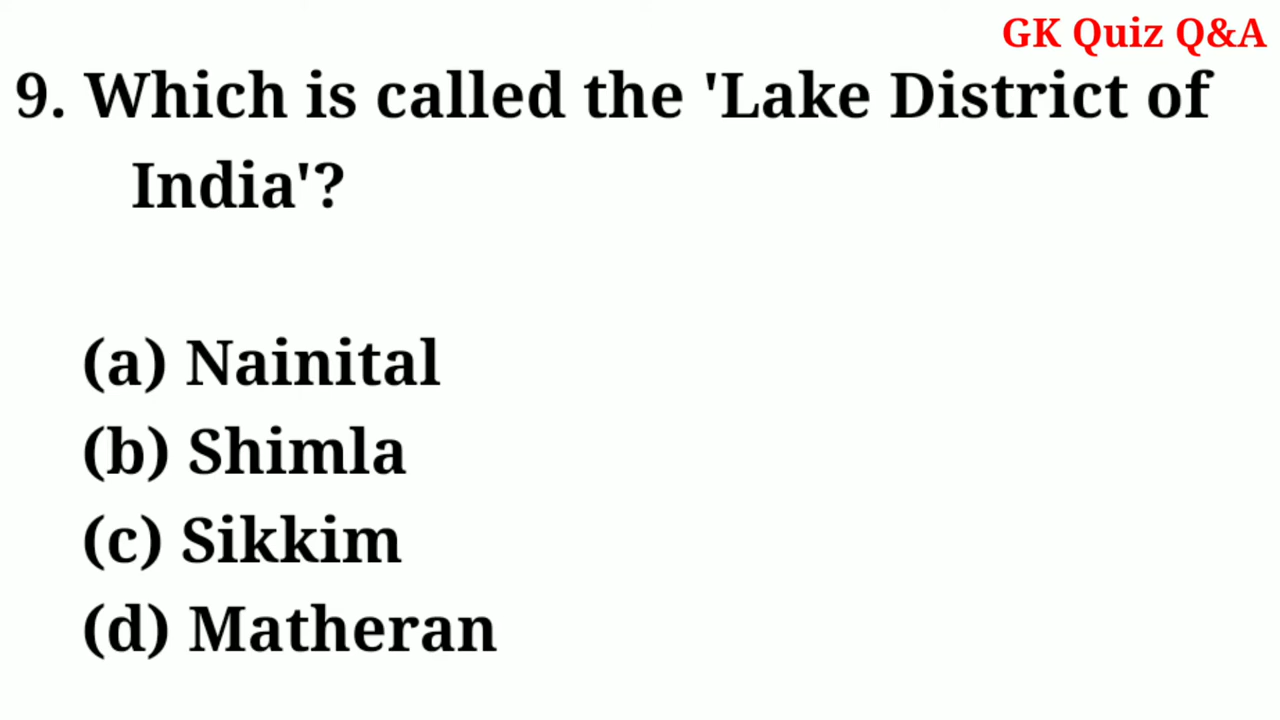 GK Quiz Q&A
9. Which is called the 'Lake District of
India'?
(a) Nainital
(b) Shimla
(c) Sikkim
(d) Matheran